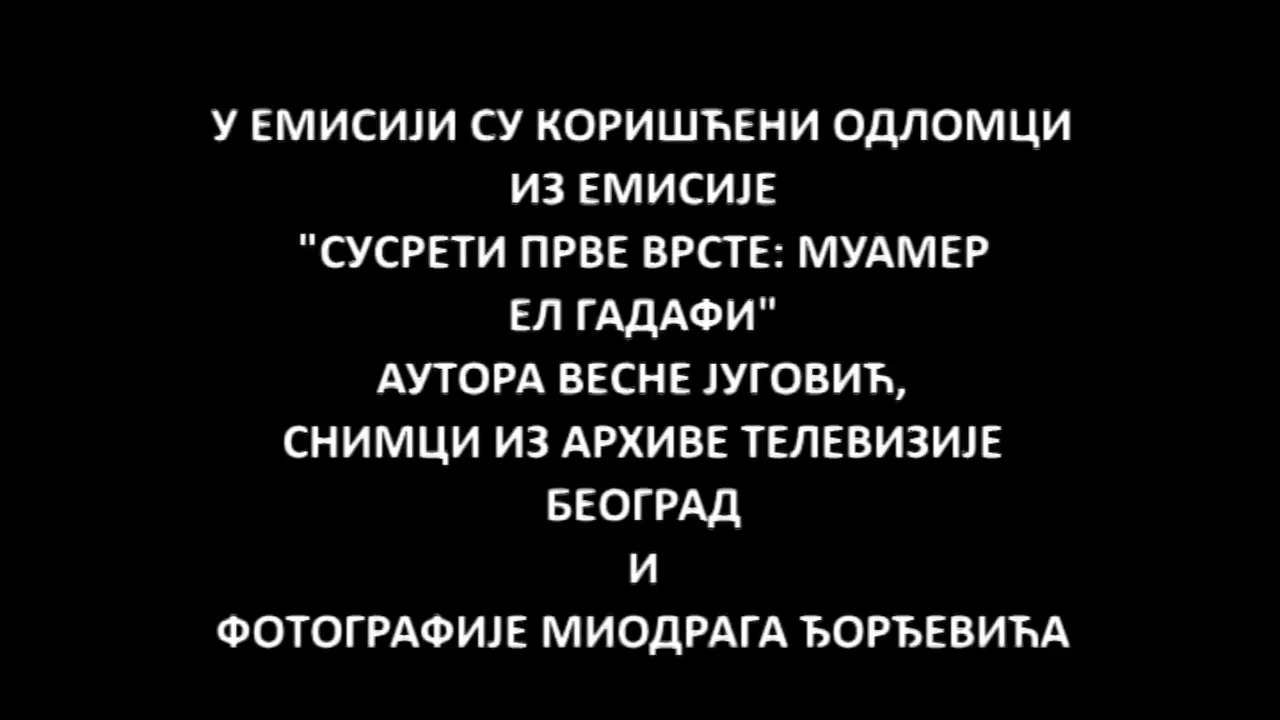 У ЕМИСИЈИ СУ КОРИШЋЕНИ ОДЛОМЦИ
ИЗ ЕМИСИЈЕ
"СУСРЕТИ ПРВЕ ВРСТЕ: МУАМЕР
ЕЛ ГАДАФИ"
АУТОРА ВЕСНЕ ЈУГОВИЋ,
СНИМЦИ ИЗ АРХИВЕ ТЕЛЕВИЗИЈЕ
БЕОГРАД
И
ФОТОГРАФИЈЕ МИОДРАГА ЂОРЂЕВИЋА